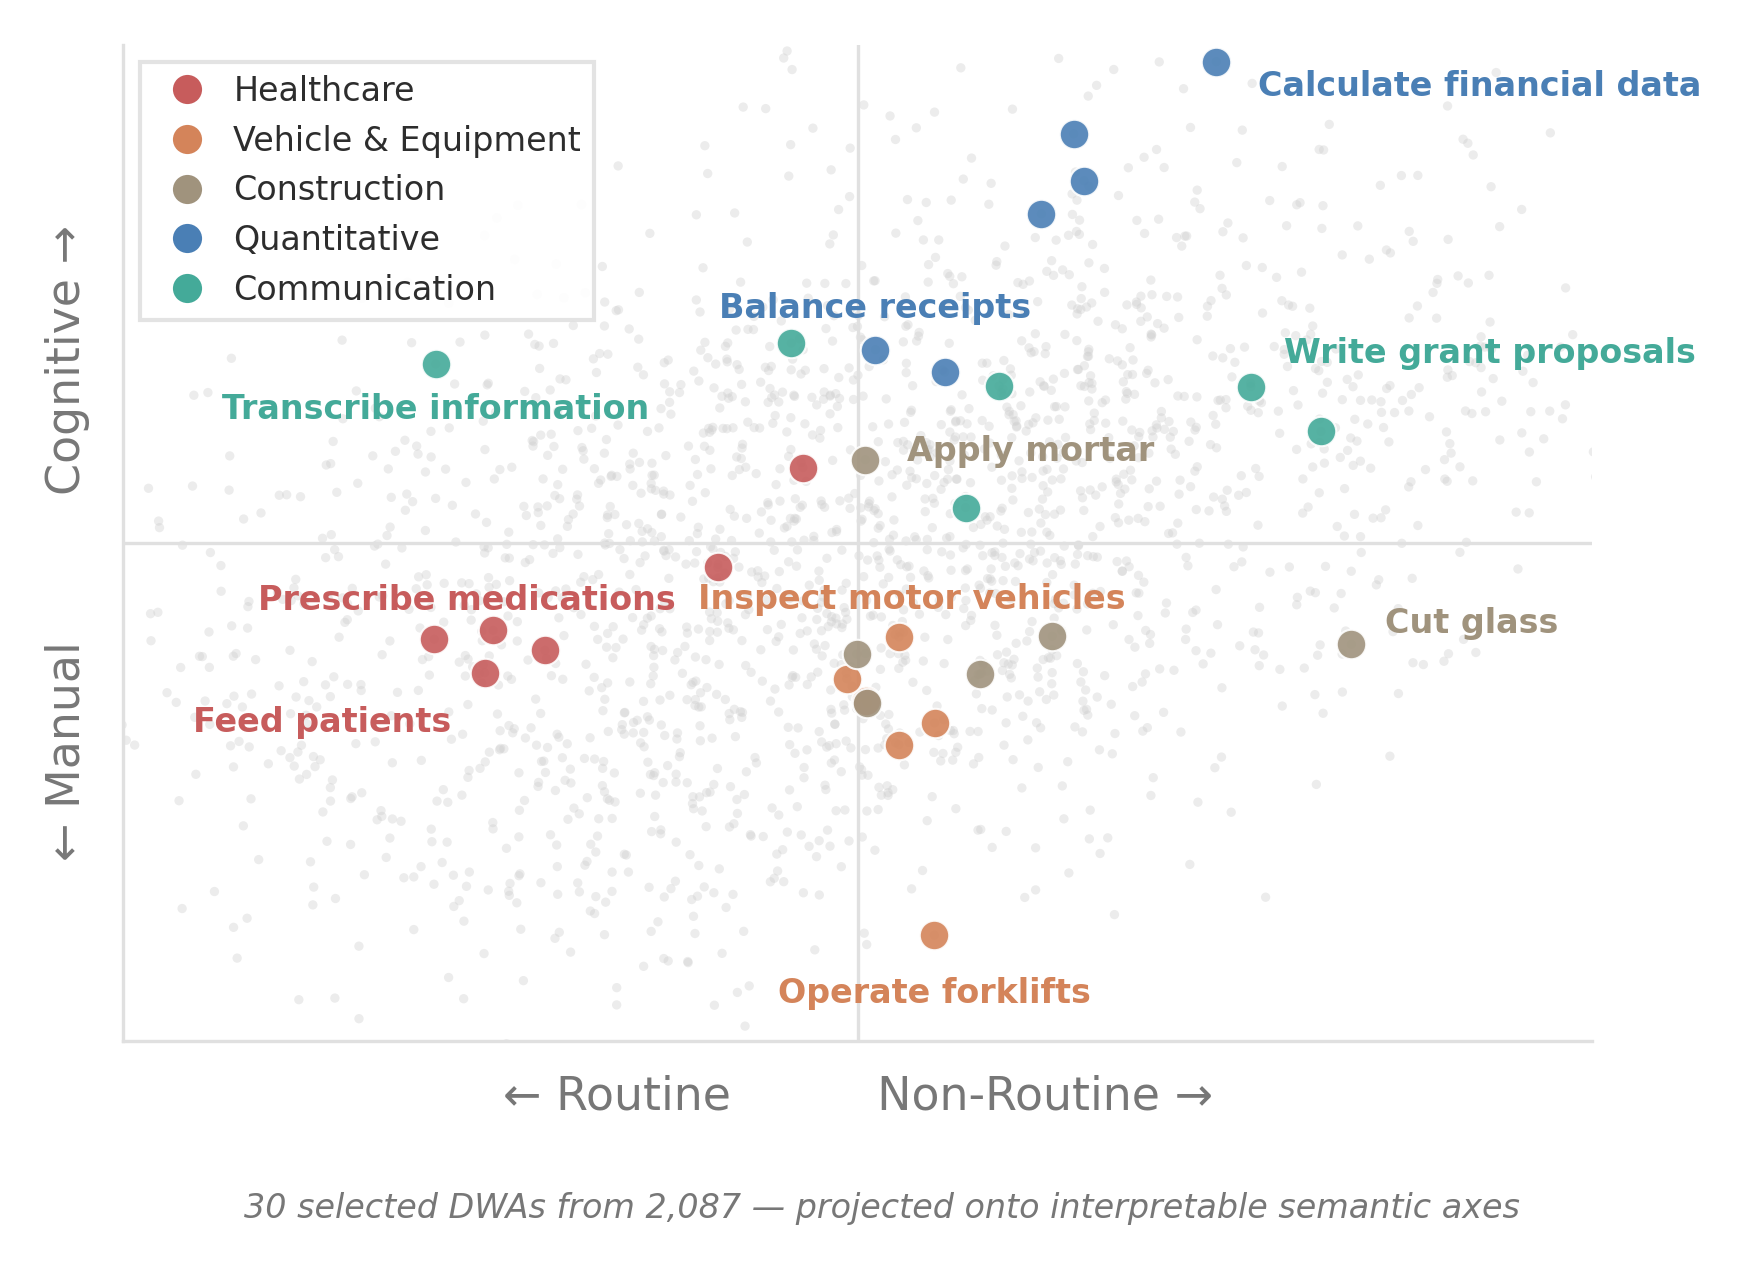 Healthcare
Vehicle & Equipment
Construction
Quantitative
Communication
Calculate financial data
Balance receipts
Write grant proposals
Transcribe information
Apply mortar
Prescribe medications
Inspect motor vehicles
Cut glass
Feed patients
Operate forklifts
← Manual
Cognitive →
← Routine
Non-Routine →
30 selected DWAs from 2,087 — projected onto interpretable semantic axes